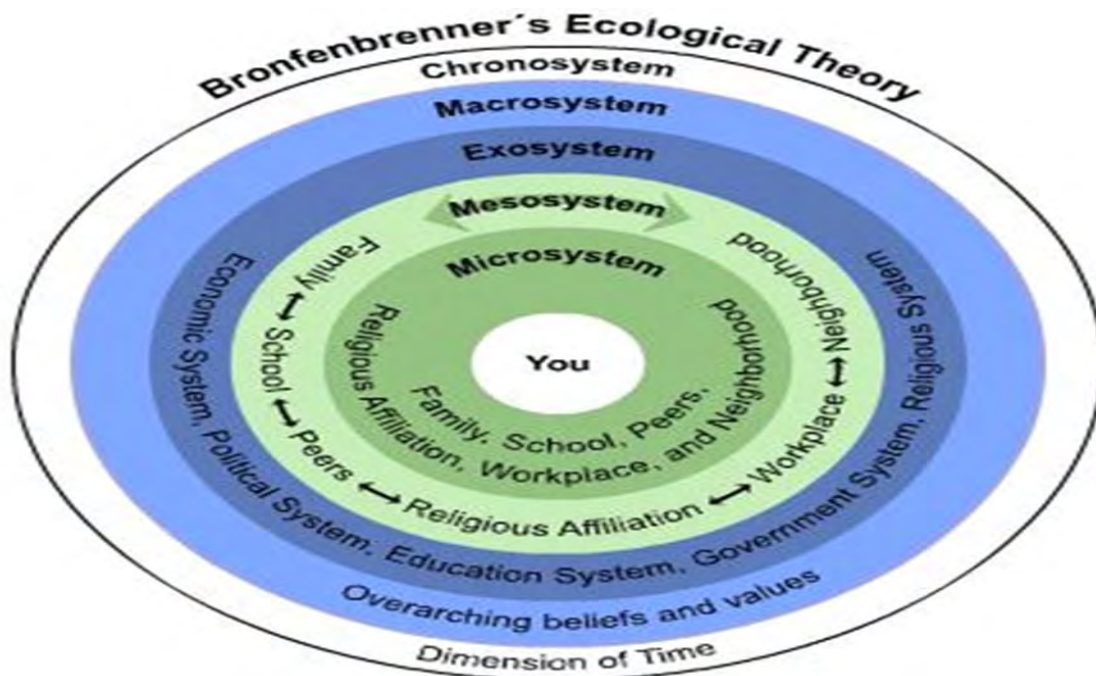 Bronfenbrenner´s Ecological Theory
Chronosystem
Macrosystem
Exosystem
Mesosystem
Microsystem
You
Family. School, Peers,
Religious Affiliation, Workplace, and Neighborhood
Family ↔ School ↔ Peers ↔ Religious Affiliation ↔ Workplace ↔ Neighborhood
Economic System, Political System, Education System, Government System, Religious System
Overarching beliefs and values
Dimension of Time